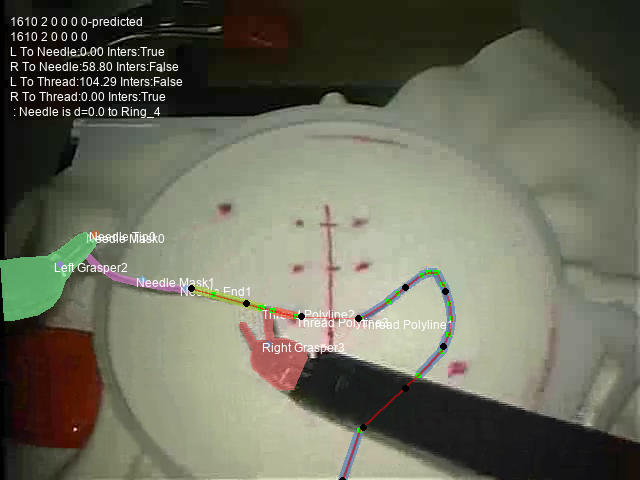 1610 2 0 0 0 0-predicted
1610 2 0 0 0 0
L To Needle:0.00 Inters:True
R To Needle:58.80 Inters:False
L To Thread:104.29 Inters:False
R To Thread:0.00 Inters:True
: Needle is d=0.0 to Ring_4
Needle Tip0
Needle Mask0
Left Grasper2
Needle Mask1
Needle End1
Thread Polyline2
Thread Polyline3
Thread Polyline1
Right Grasper3